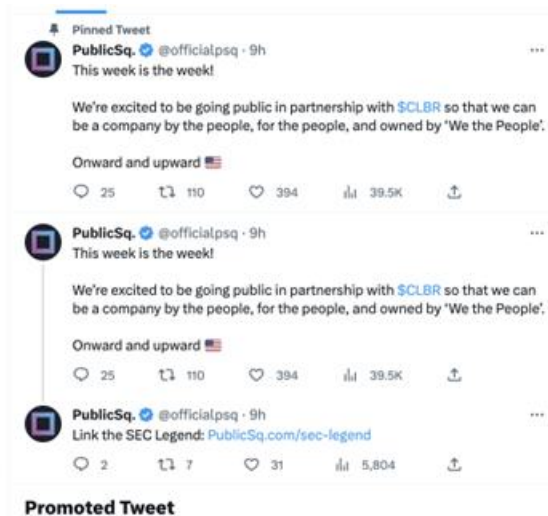 Pinned Tweet
PublicSq. @officialpsq · 9h
This week is the week!
We're excited to be going public in partnership with $CLBR so that we can
be a company by the people, for the people, and owned by 'We the People'.
Onward and upward 🇺🇸
25 110 394 39.5K
PublicSq. @officialpsq · 9h
This week is the week!
We're excited to be going public in partnership with $CLBR so that we can
be a company by the people, for the people, and owned by 'We the People'.
Onward and upward 🇺🇸
25 110 394 39.5K
PublicSq. @officialpsq · 9h
Link the SEC Legend: PublicSq.com/sec-legend
2 7 31 5,804
Promoted Tweet